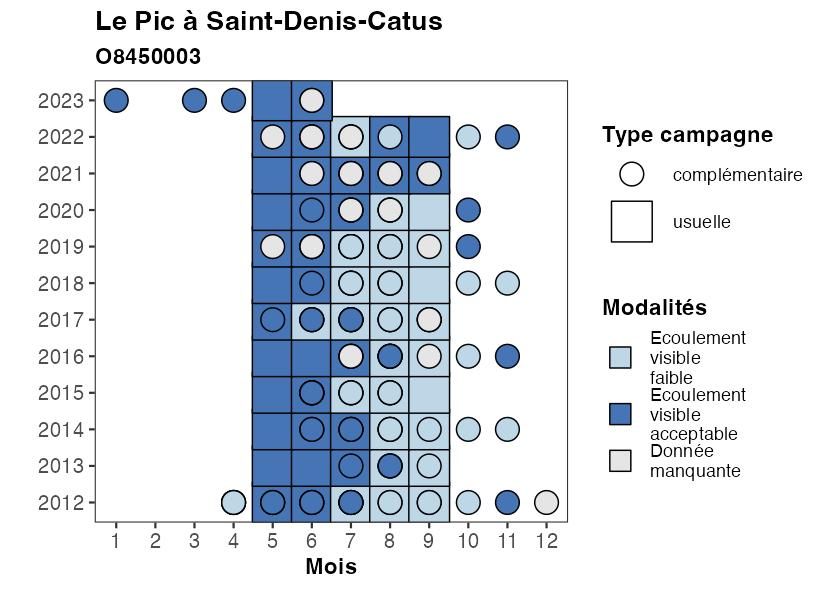 Le Pic à Saint-Denis-Catus
O8450003
2023
2022
2021
2020
2019
2018
2017
2016
2015
2014
2013
2012
1 2 3 4 5 6 7 8 9 10 11 12
Mois
Type campagne
complémentaire
usuelle
Modalités
Ecoulement
visible
faible
Ecoulement
visible
acceptable
Donnée
manquante